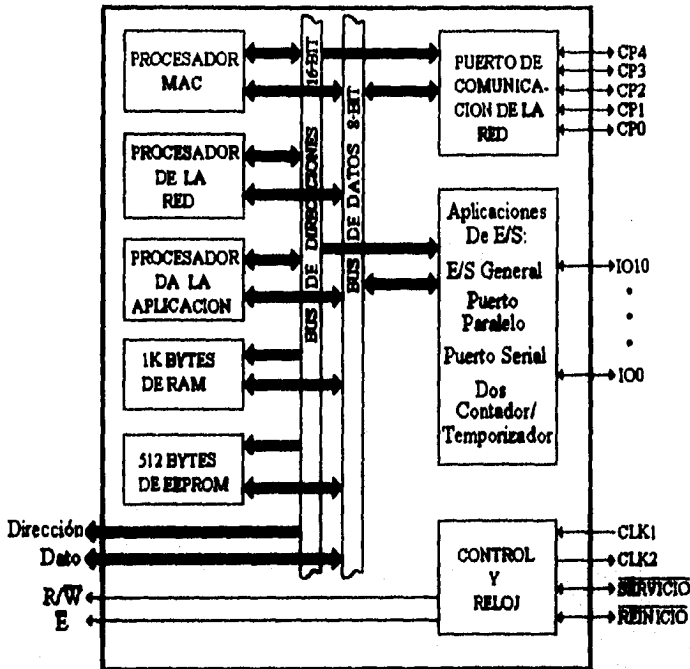 PROCESADOR
MAC
PROCESADOR
DE LA
RED
PROCESADOR
DA LA
APLICACION
1K BYTES
DE RAM
512 BYTES
DE EEPROM
BUS DE DIRECCIONES 16-BIT
BUS DE DATOS 8-BIT
PUERTO DE
COMUNICA-
CION DE LA
RED
CP4
CP3
CP2
CP1
CP0
Aplicaciones
De E/S:
E/S General
Puerto
Paralelo
Puerto Serial
Dos
Contador/
Temporizador
IO10
IO0
Dirección
Dato
R/W̅
E̅
CONTROL
Y
RELOJ
CLK1
CLK2
SERVICIO
REINICIO